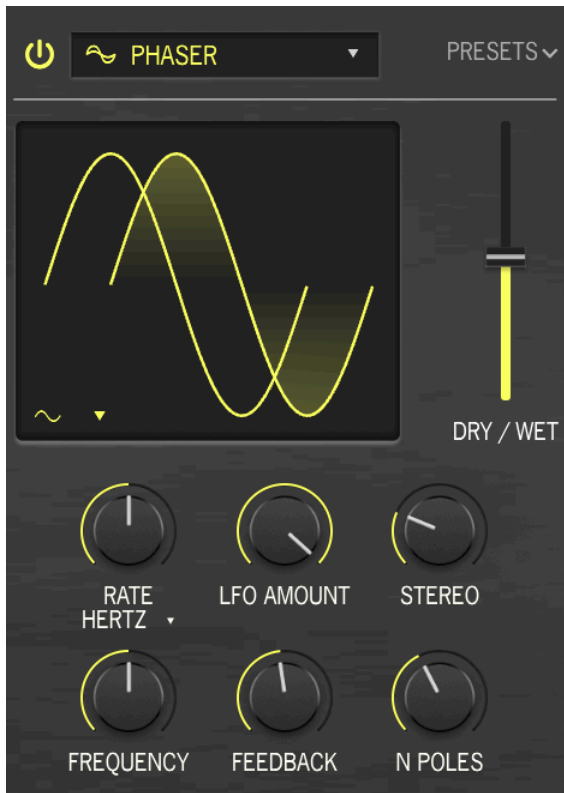 PHASER
PRESETS
DRY / WET
RATE
HERTZ
LFO AMOUNT
STEREO
FREQUENCY
FEEDBACK
N POLES